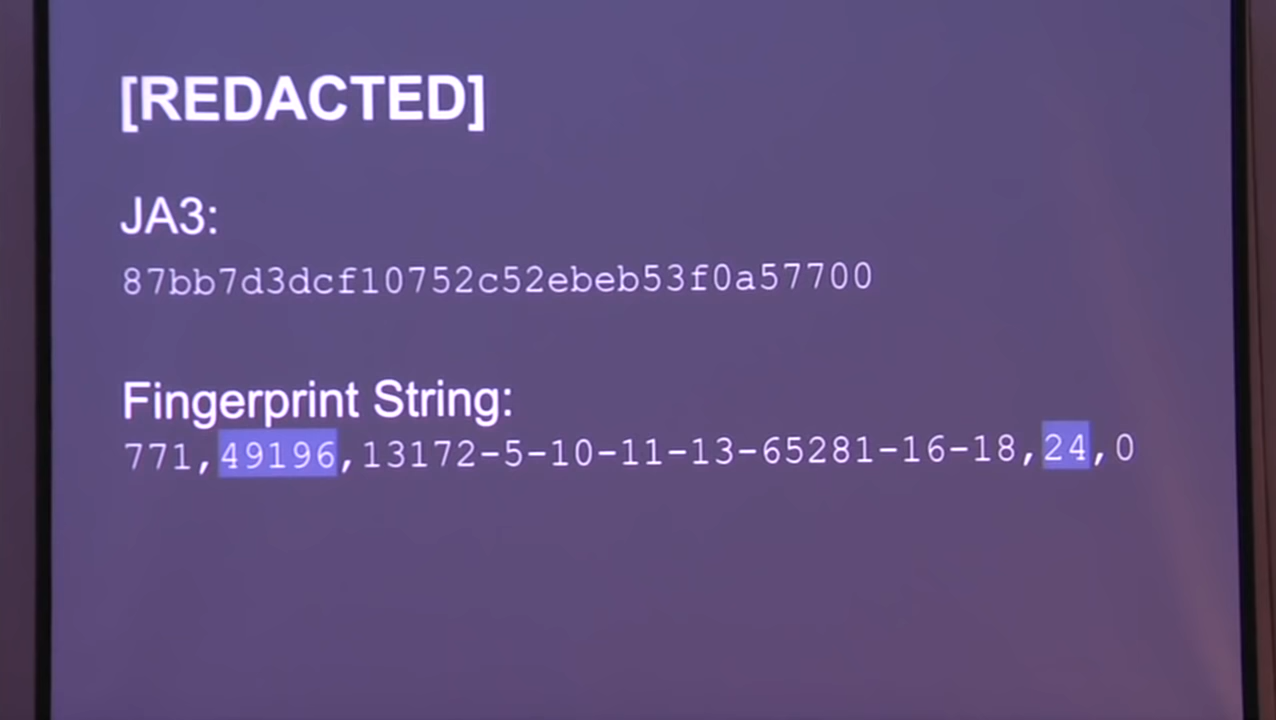 [REDACTED]
JA3:
87bb7d3dcf10752c52ebeb53f0a57700
Fingerprint String:
771,49196,13172-5-10-11-13-65281-16-18,24,0